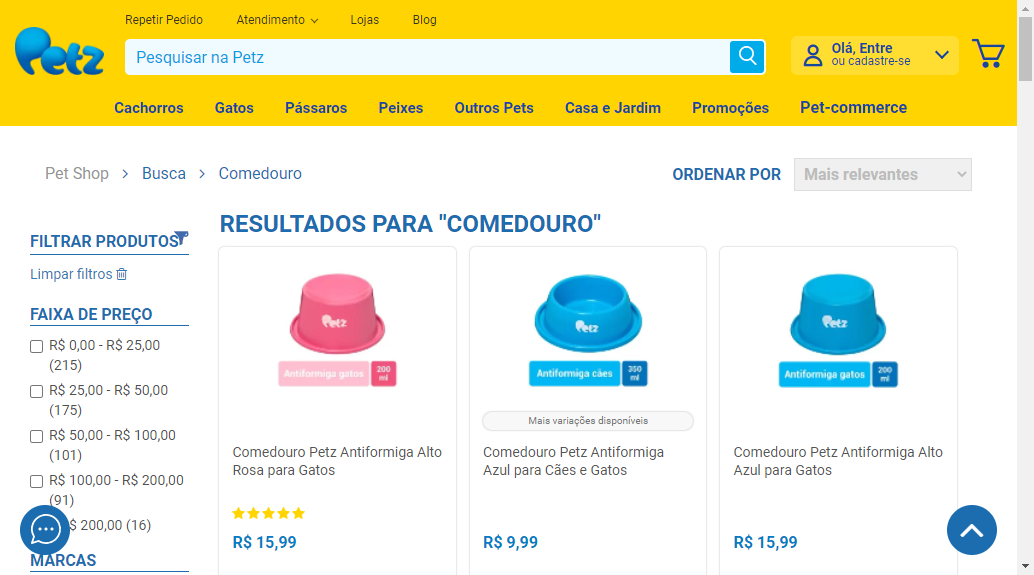 Repetir Pedido
Atendimento
Lojas
Blog
Petz
Pesquisar na Petz
Olá, Entre
ou cadastre-se
Cachorros
Gatos
Pássaros
Peixes
Outros Pets
Casa e Jardim
Promoções
Pet-commerce
Pet Shop
Busca
Comedouro
ORDENAR POR
Mais relevantes
FILTRAR PRODUTOS
Limpar filtros
FAIXA DE PREÇO
R$ 0,00 - R$ 25,00
(215)
R$ 25,00 - R$ 50,00
(175)
R$ 50,00 - R$ 100,00
(101)
R$ 100,00 - R$ 200,00
(91)
$ 200,00 (16)
MARCAS
RESULTADOS PARA "COMEDOURO"
Petz
Antiformiga gatos
200
ml
Comedouro Petz Antiformiga Alto
Rosa para Gatos
R$ 15,99
Petz
Antiformiga cães
350
ml
Mais variações disponíveis
Comedouro Petz Antiformiga
Azul para Cães e Gatos
R$ 9,99
Petz
Antiformiga gatos
200
ml
Comedouro Petz Antiformiga Alto
Azul para Gatos
R$ 15,99